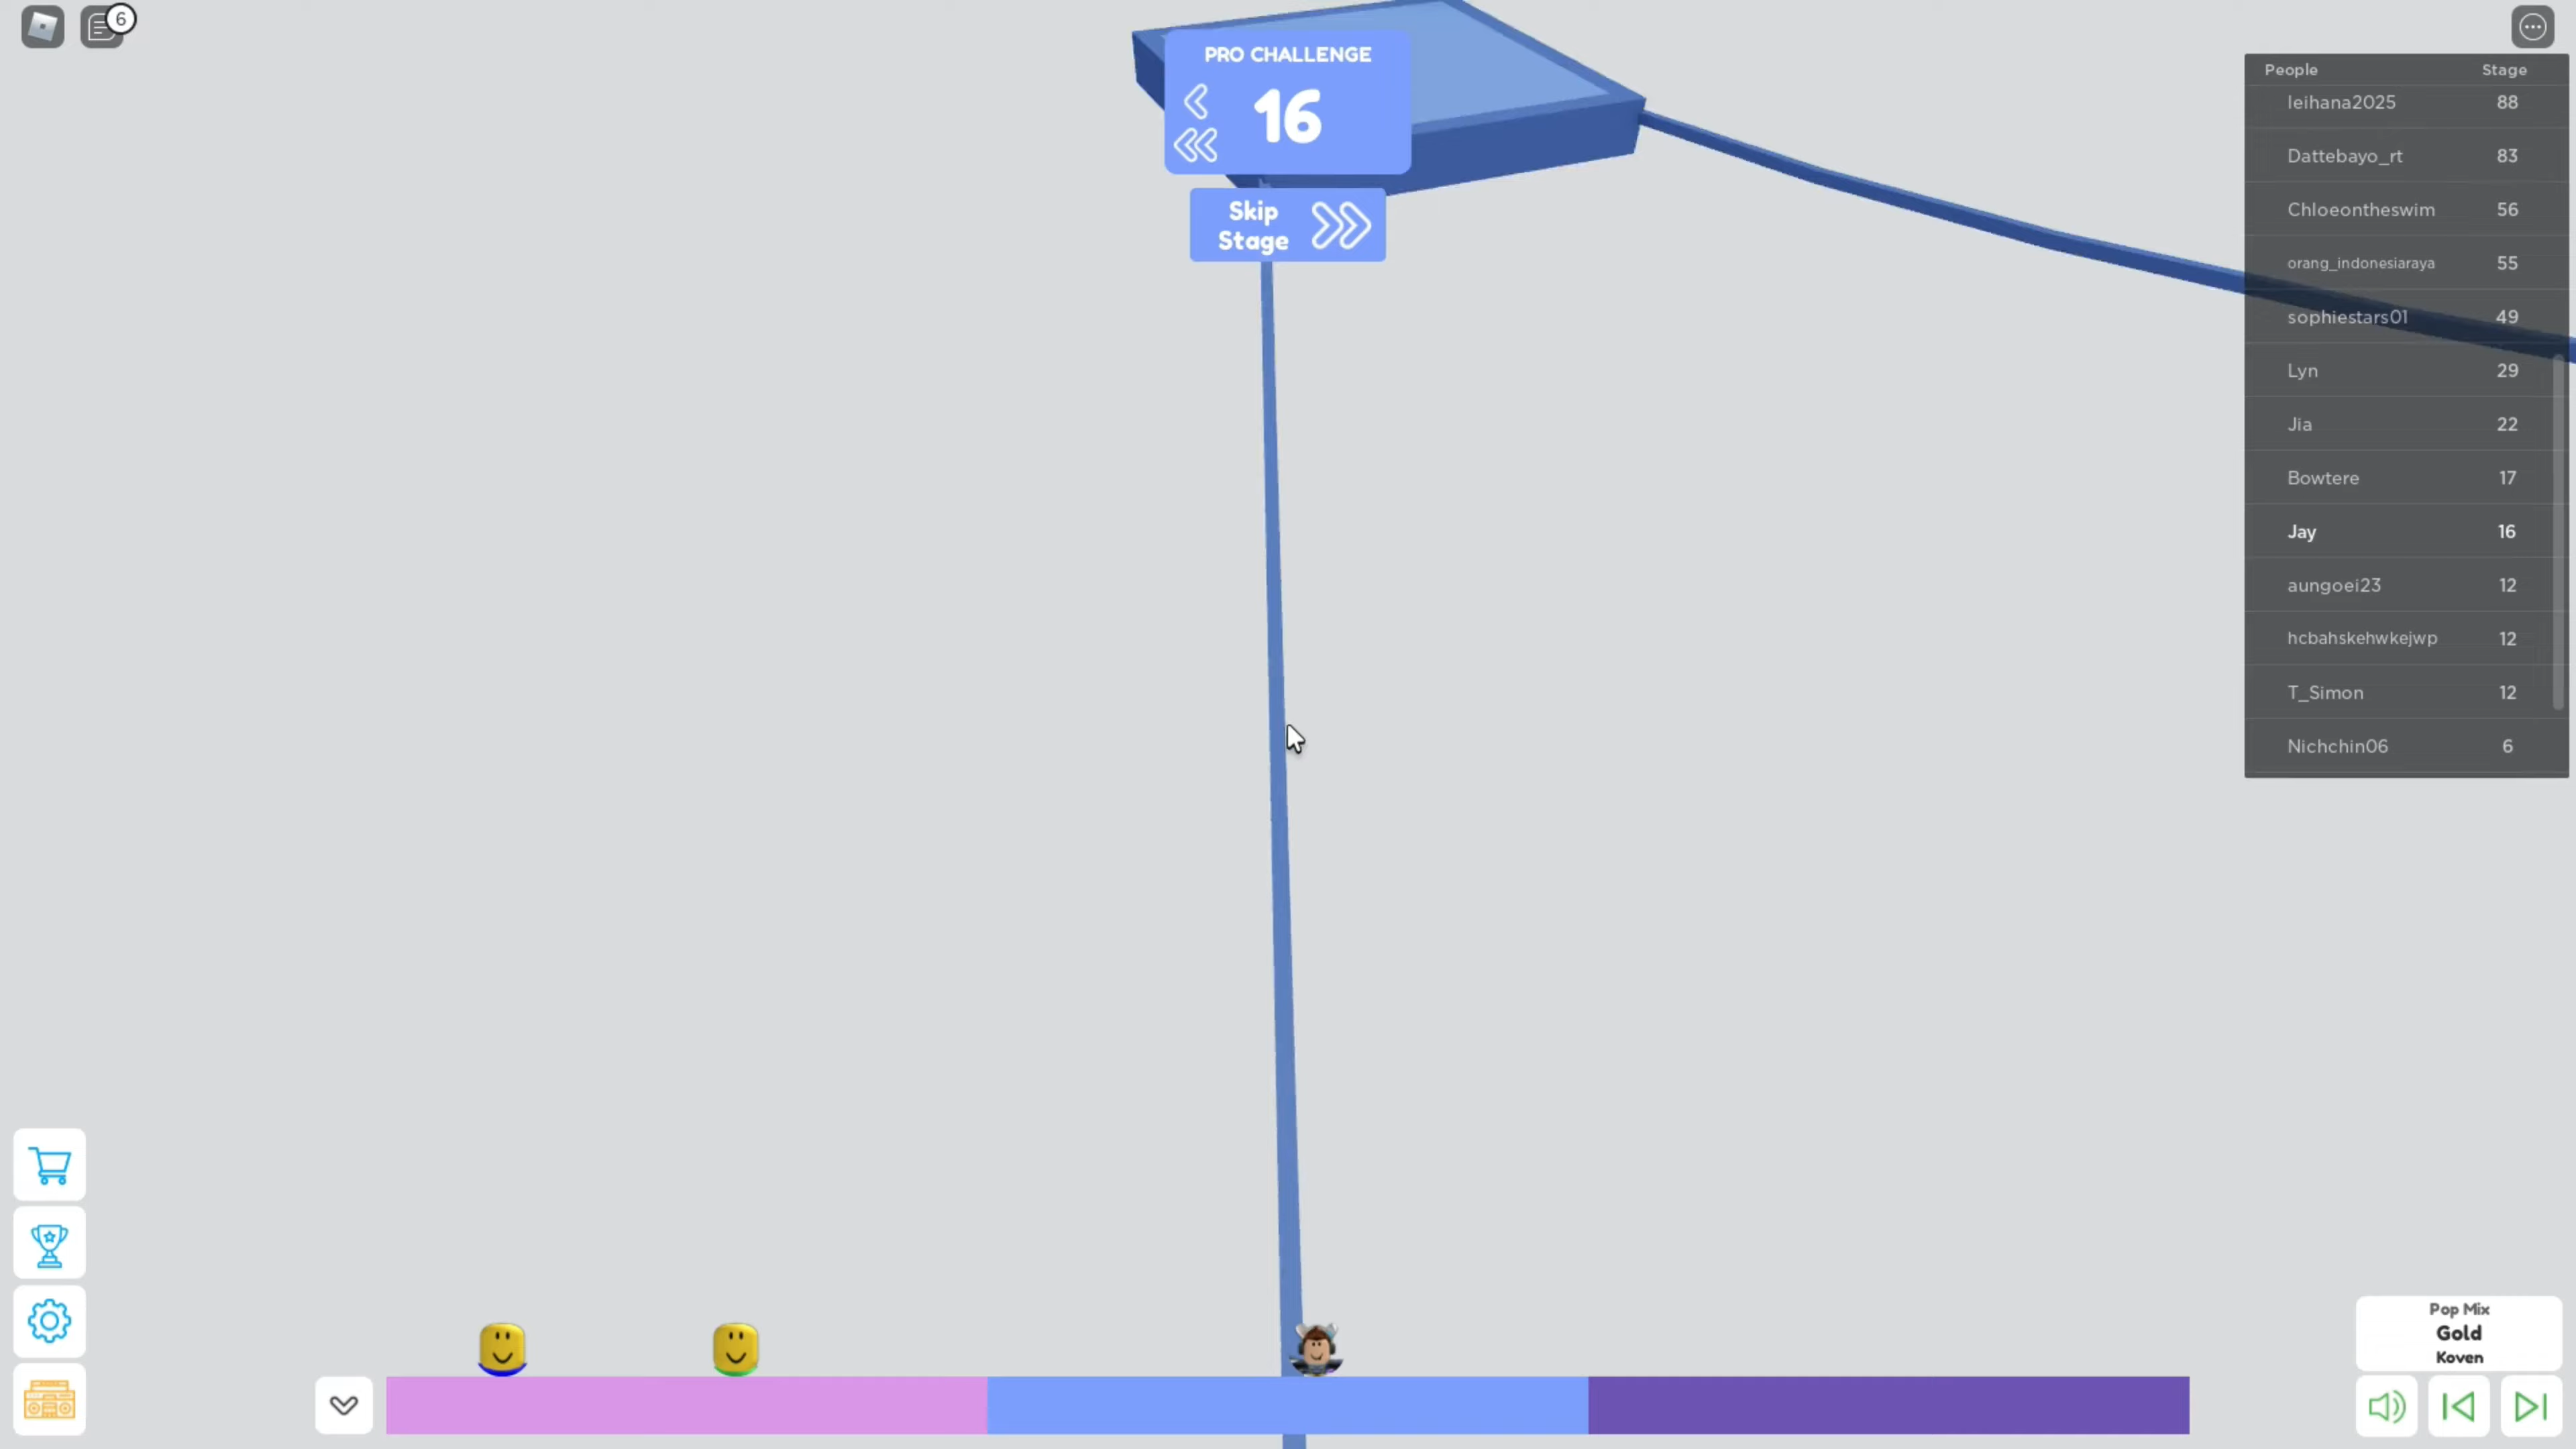 6
PRO CHALLENGE
16
Skip
Stage
People Stage
leihana2025 88
Dattebayo_rt 83
Chloeontheswim 56
orang_indonesiaraya 55
sophiestars01 49
Lyn 29
Jia 22
Bowtere 17
Jay 16
aungoei23 12
hcbahskehwkejwp 12
T_Simon 12
Nichchin06 6
Pop Mix
Gold
Koven